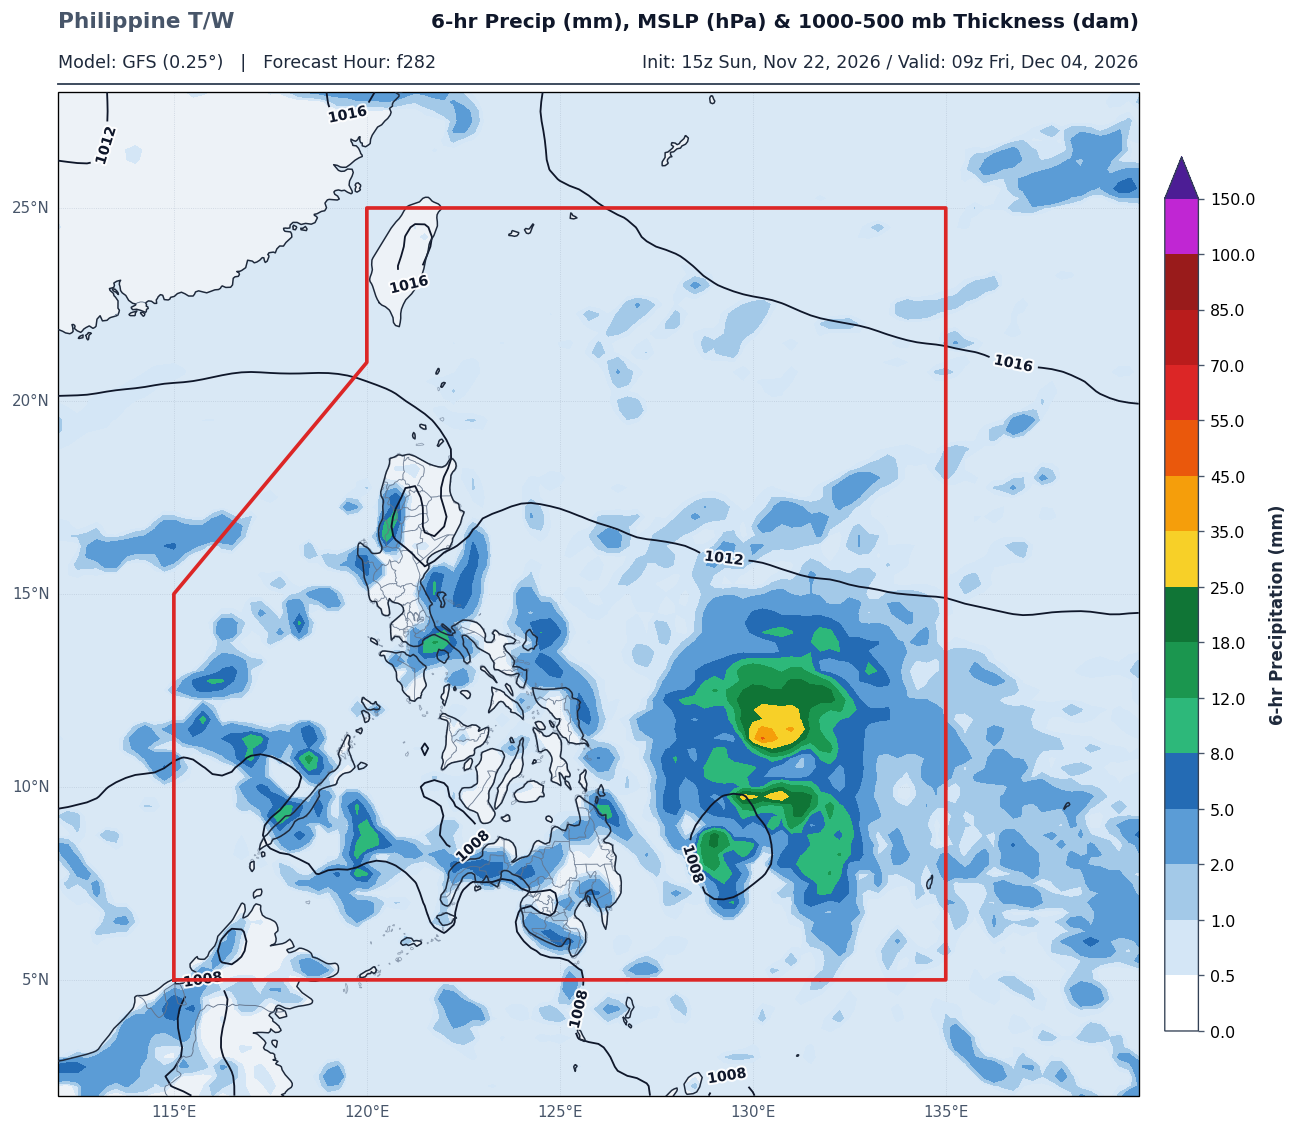 Philippine T/W
6-hr Precip (mm), MSLP (hPa) & 1000-500 mb Thickness (dam)
Model: GFS (0.25°) | Forecast Hour: f282
Init: 15z Sun, Nov 22, 2026 / Valid: 09z Fri, Dec 04, 2026
1016
1012
25°N
1016
1016
20°N
1012
15°N
10°N
1008
1008
1008
5°N
1008
1008
115°E
120°E
125°E
130°E
135°E
150.0
100.0
85.0
70.0
55.0
45.0
35.0
25.0
18.0
12.0
8.0
5.0
2.0
1.0
0.5
0.0
6-hr Precipitation (mm)